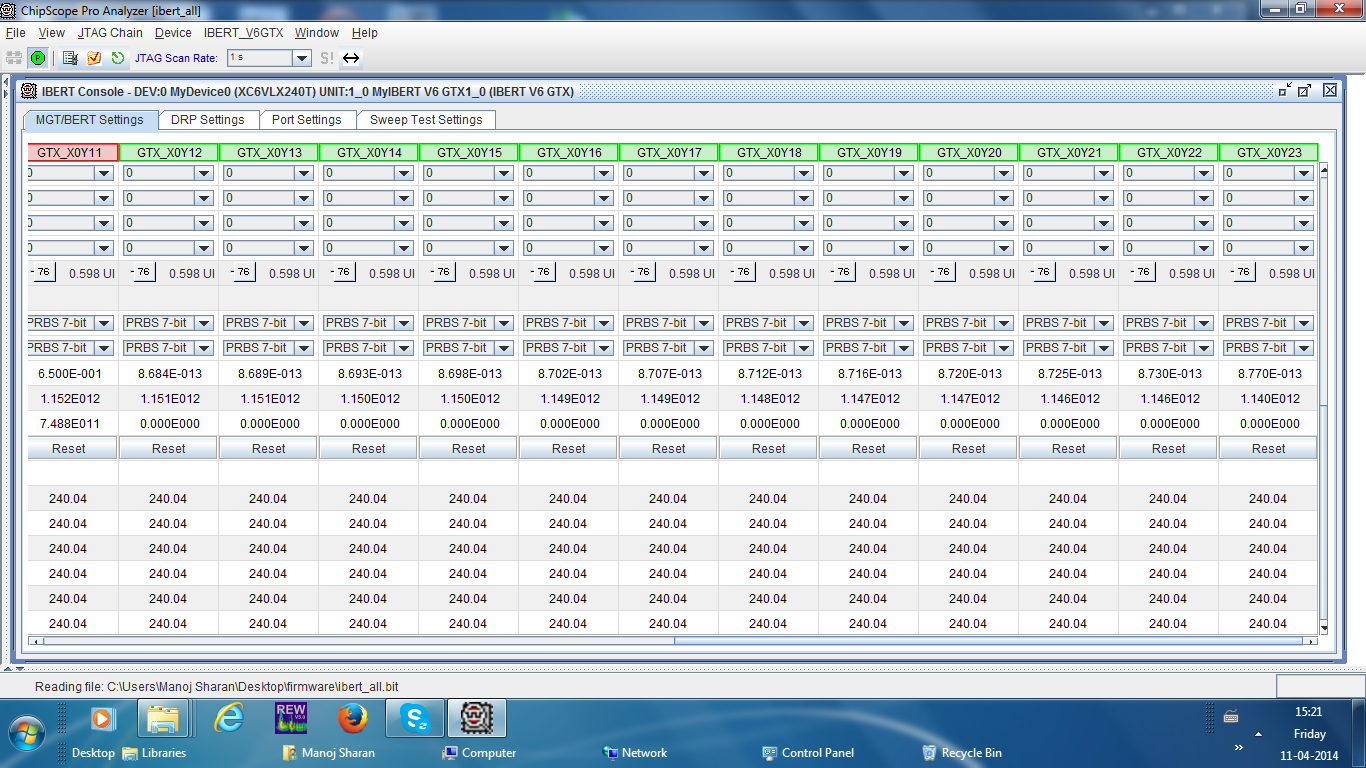 ChipScope Pro Analyzer [ibert_all]
File View JTAG Chain Device IBERT_V6GTX Window Help
P JTAG Scan Rate: 1 s S!
IBERT Console - DEV:0 MyDevice0 (XC6VLX240T) UNIT:1_0 MyIBERT V6 GTX1_0 (IBERT V6 GTX)
MGT/BERT Settings DRP Settings Port Settings Sweep Test Settings
GTX_X0Y11 GTX_X0Y12 GTX_X0Y13 GTX_X0Y14 GTX_X0Y15 GTX_X0Y16 GTX_X0Y17 GTX_X0Y18 GTX_X0Y19 GTX_X0Y20 GTX_X0Y21 GTX_X0Y22 GTX_X0Y23
0 0 0 0 0 0 0 0 0 0 0 0 0
0 0 0 0 0 0 0 0 0 0 0 0 0
0 0 0 0 0 0 0 0 0 0 0 0 0
0 0 0 0 0 0 0 0 0 0 0 0 0
- 76 0.598 UI - 76 0.598 UI - 76 0.598 UI - 76 0.598 UI - 76 0.598 UI - 76 0.598 UI - 76 0.598 UI - 76 0.598 UI - 76 0.598 UI - 76 0.598 UI - 76 0.598 UI - 76 0.598 UI - 76 0.598 UI
PRBS 7-bit PRBS 7-bit PRBS 7-bit PRBS 7-bit PRBS 7-bit PRBS 7-bit PRBS 7-bit PRBS 7-bit PRBS 7-bit PRBS 7-bit PRBS 7-bit PRBS 7-bit PRBS 7-bit
PRBS 7-bit PRBS 7-bit PRBS 7-bit PRBS 7-bit PRBS 7-bit PRBS 7-bit PRBS 7-bit PRBS 7-bit PRBS 7-bit PRBS 7-bit PRBS 7-bit PRBS 7-bit PRBS 7-bit
6.500E-001 8.684E-013 8.689E-013 8.693E-013 8.698E-013 8.702E-013 8.707E-013 8.712E-013 8.716E-013 8.720E-013 8.725E-013 8.730E-013 8.770E-013
1.152E012 1.151E012 1.151E012 1.150E012 1.150E012 1.149E012 1.149E012 1.148E012 1.147E012 1.147E012 1.146E012 1.146E012 1.140E012
7.488E011 0.000E000 0.000E000 0.000E000 0.000E000 0.000E000 0.000E000 0.000E000 0.000E000 0.000E000 0.000E000 0.000E000 0.000E000
Reset Reset Reset Reset Reset Reset Reset Reset Reset Reset Reset Reset Reset
240.04 240.04 240.04 240.04 240.04 240.04 240.04 240.04 240.04 240.04 240.04 240.04 240.04
240.04 240.04 240.04 240.04 240.04 240.04 240.04 240.04 240.04 240.04 240.04 240.04 240.04
240.04 240.04 240.04 240.04 240.04 240.04 240.04 240.04 240.04 240.04 240.04 240.04 240.04
240.04 240.04 240.04 240.04 240.04 240.04 240.04 240.04 240.04 240.04 240.04 240.04 240.04
240.04 240.04 240.04 240.04 240.04 240.04 240.04 240.04 240.04 240.04 240.04 240.04 240.04
240.04 240.04 240.04 240.04 240.04 240.04 240.04 240.04 240.04 240.04 240.04 240.04 240.04
Reading file: C:\Users\Manoj Sharan\Desktop\firmware\ibert_all.bit
REW V5.0
15:21
Friday
11-04-2014
Desktop Libraries Manoj Sharan Computer Network Control Panel Recycle Bin